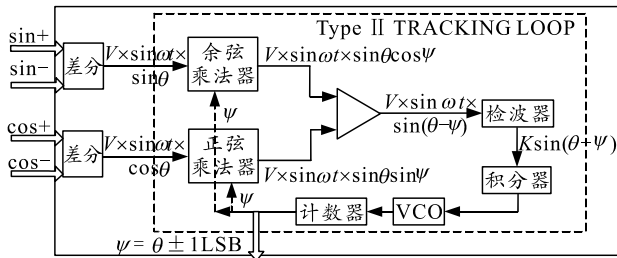 Type Ⅱ TRACKING LOOP
sin+
sin−
差分
V×sinωt×
sinθ
余弦
乘法器
V×sinωt×sinθcosψ
ψ
V×sinωt×
sin(θ−ψ)
检波器
cos+
cos−
差分
V×sinωt×
cosθ
正弦
乘法器
V×sinωt×sinθsinψ
Ksin(θ+ψ)
积分器
ψ
计数器
VCO
ψ=θ±1LSB